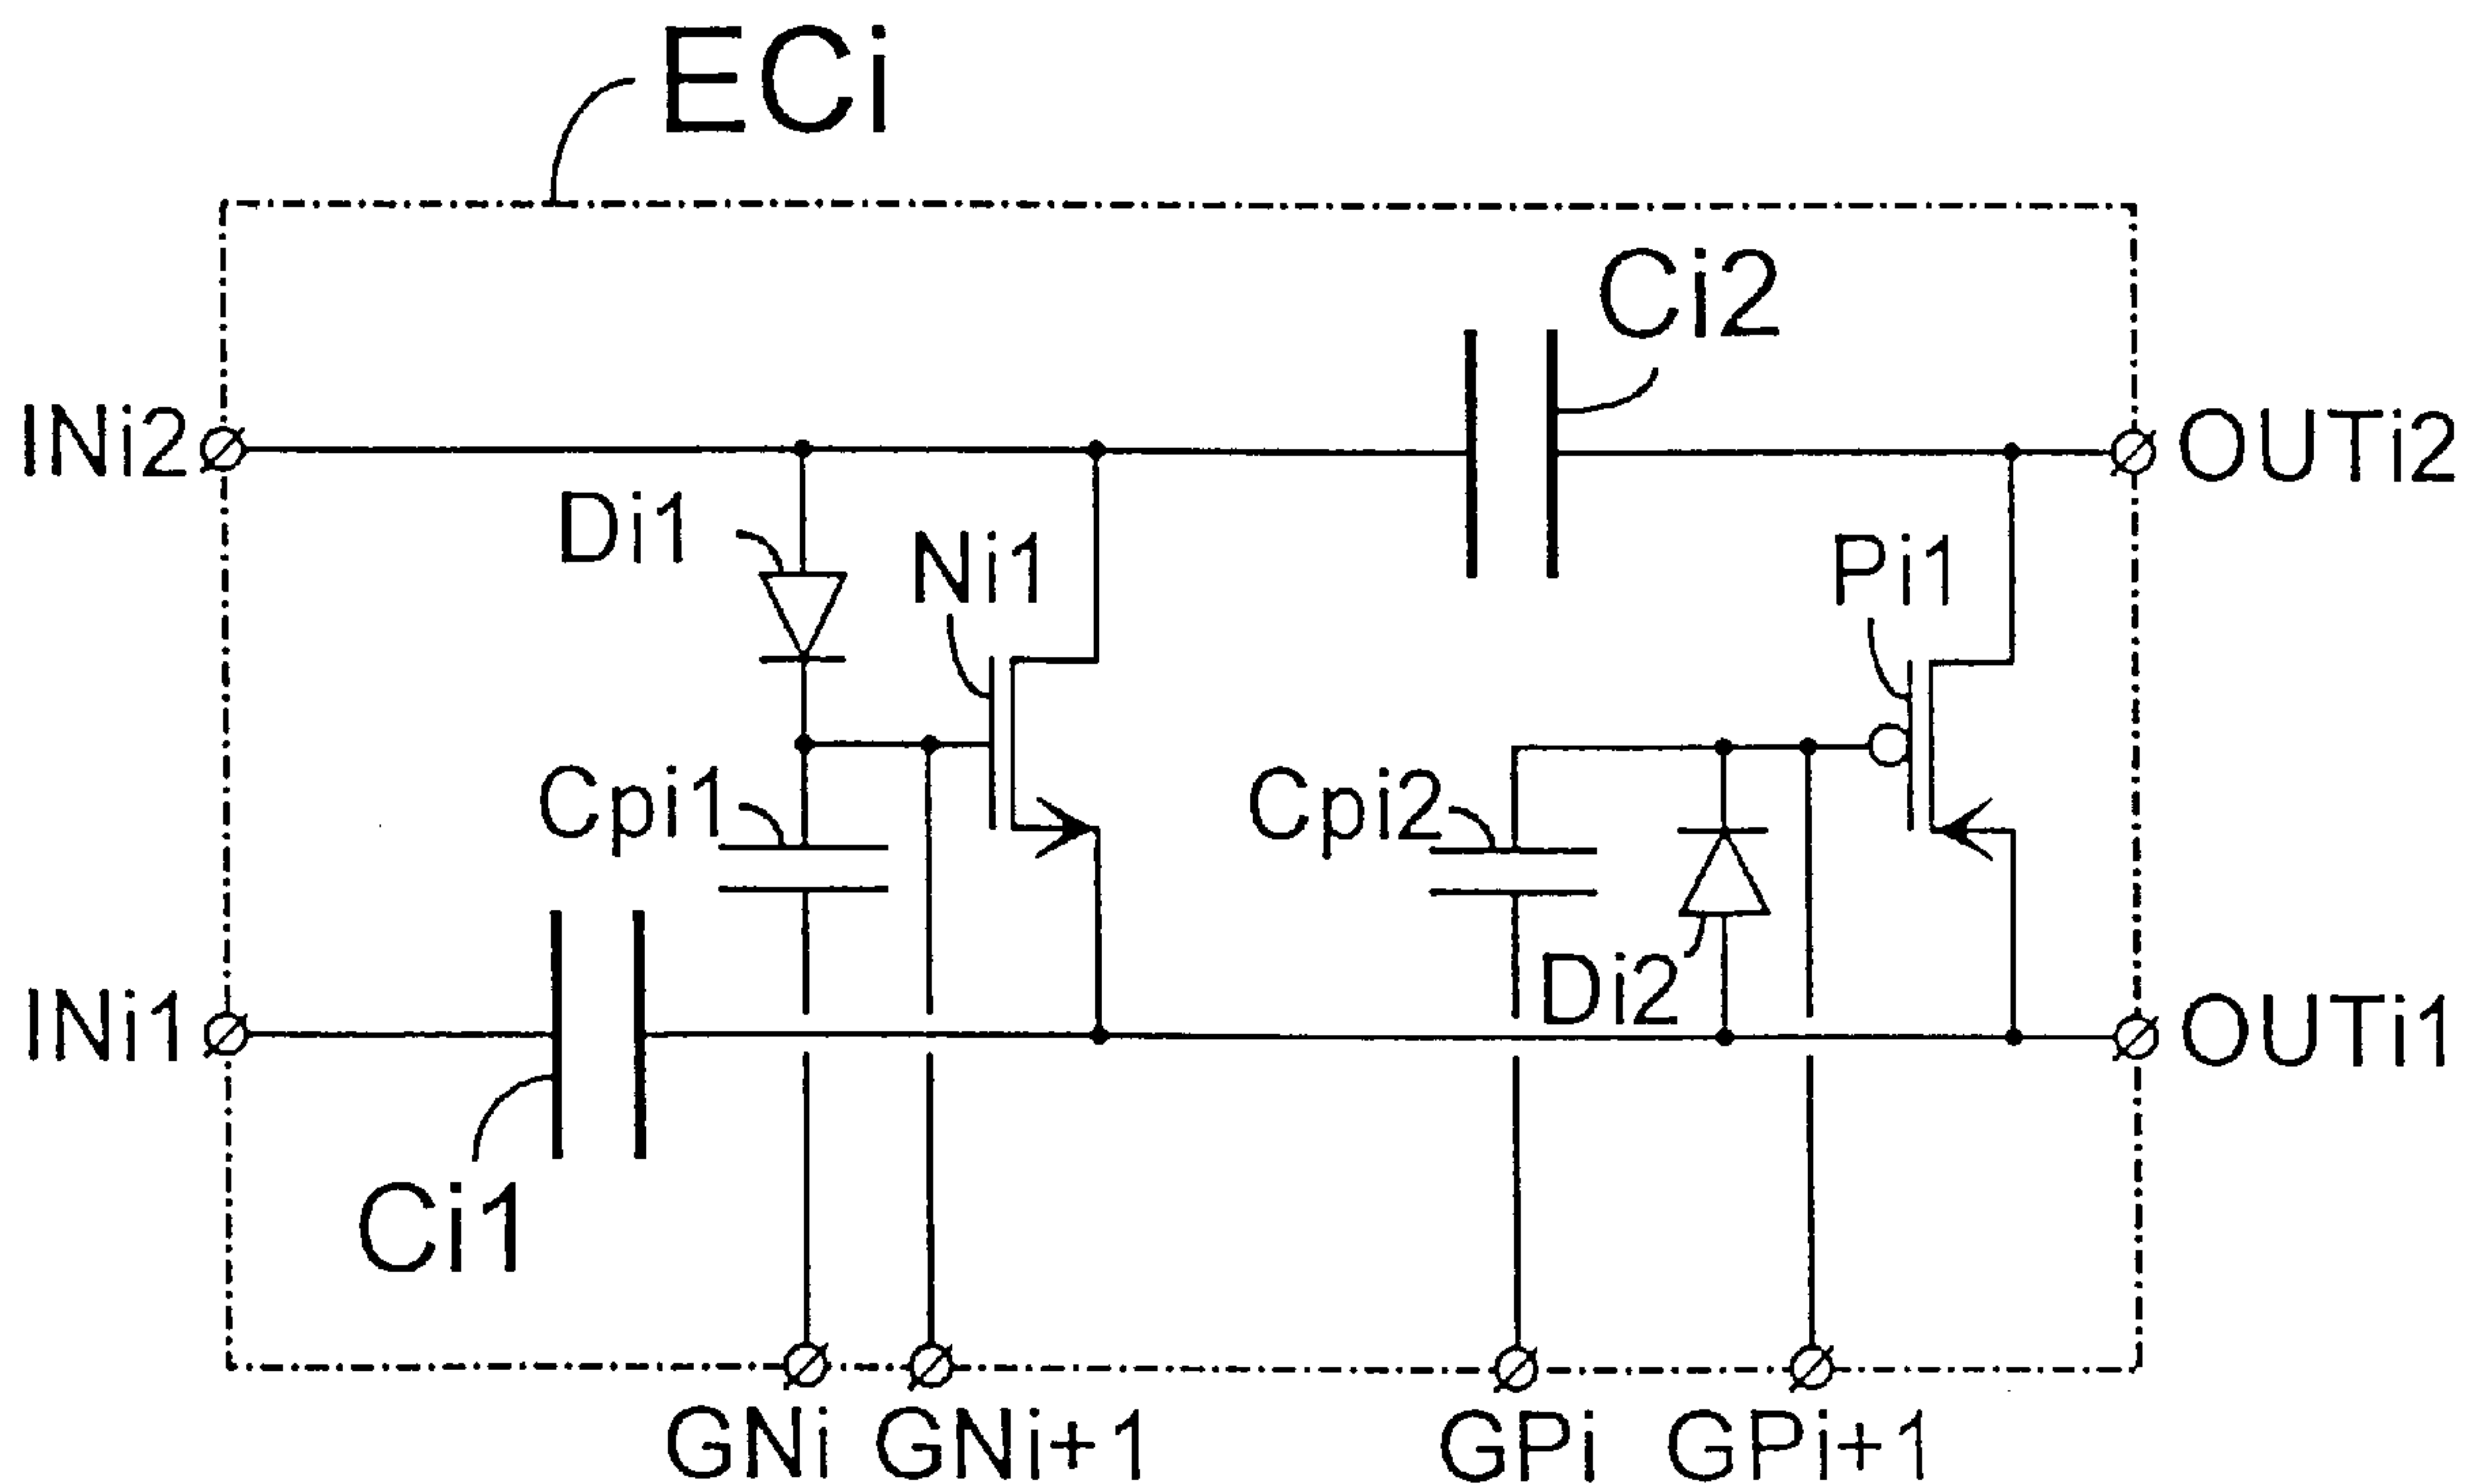 ECi
Ci2
INi2
OUTi2
Di1
Ni1
Pi1
Cpi1
Cpi2
Di2
INi1
OUTi1
Ci1
GNi
GNi+1
GPi
GPi+1